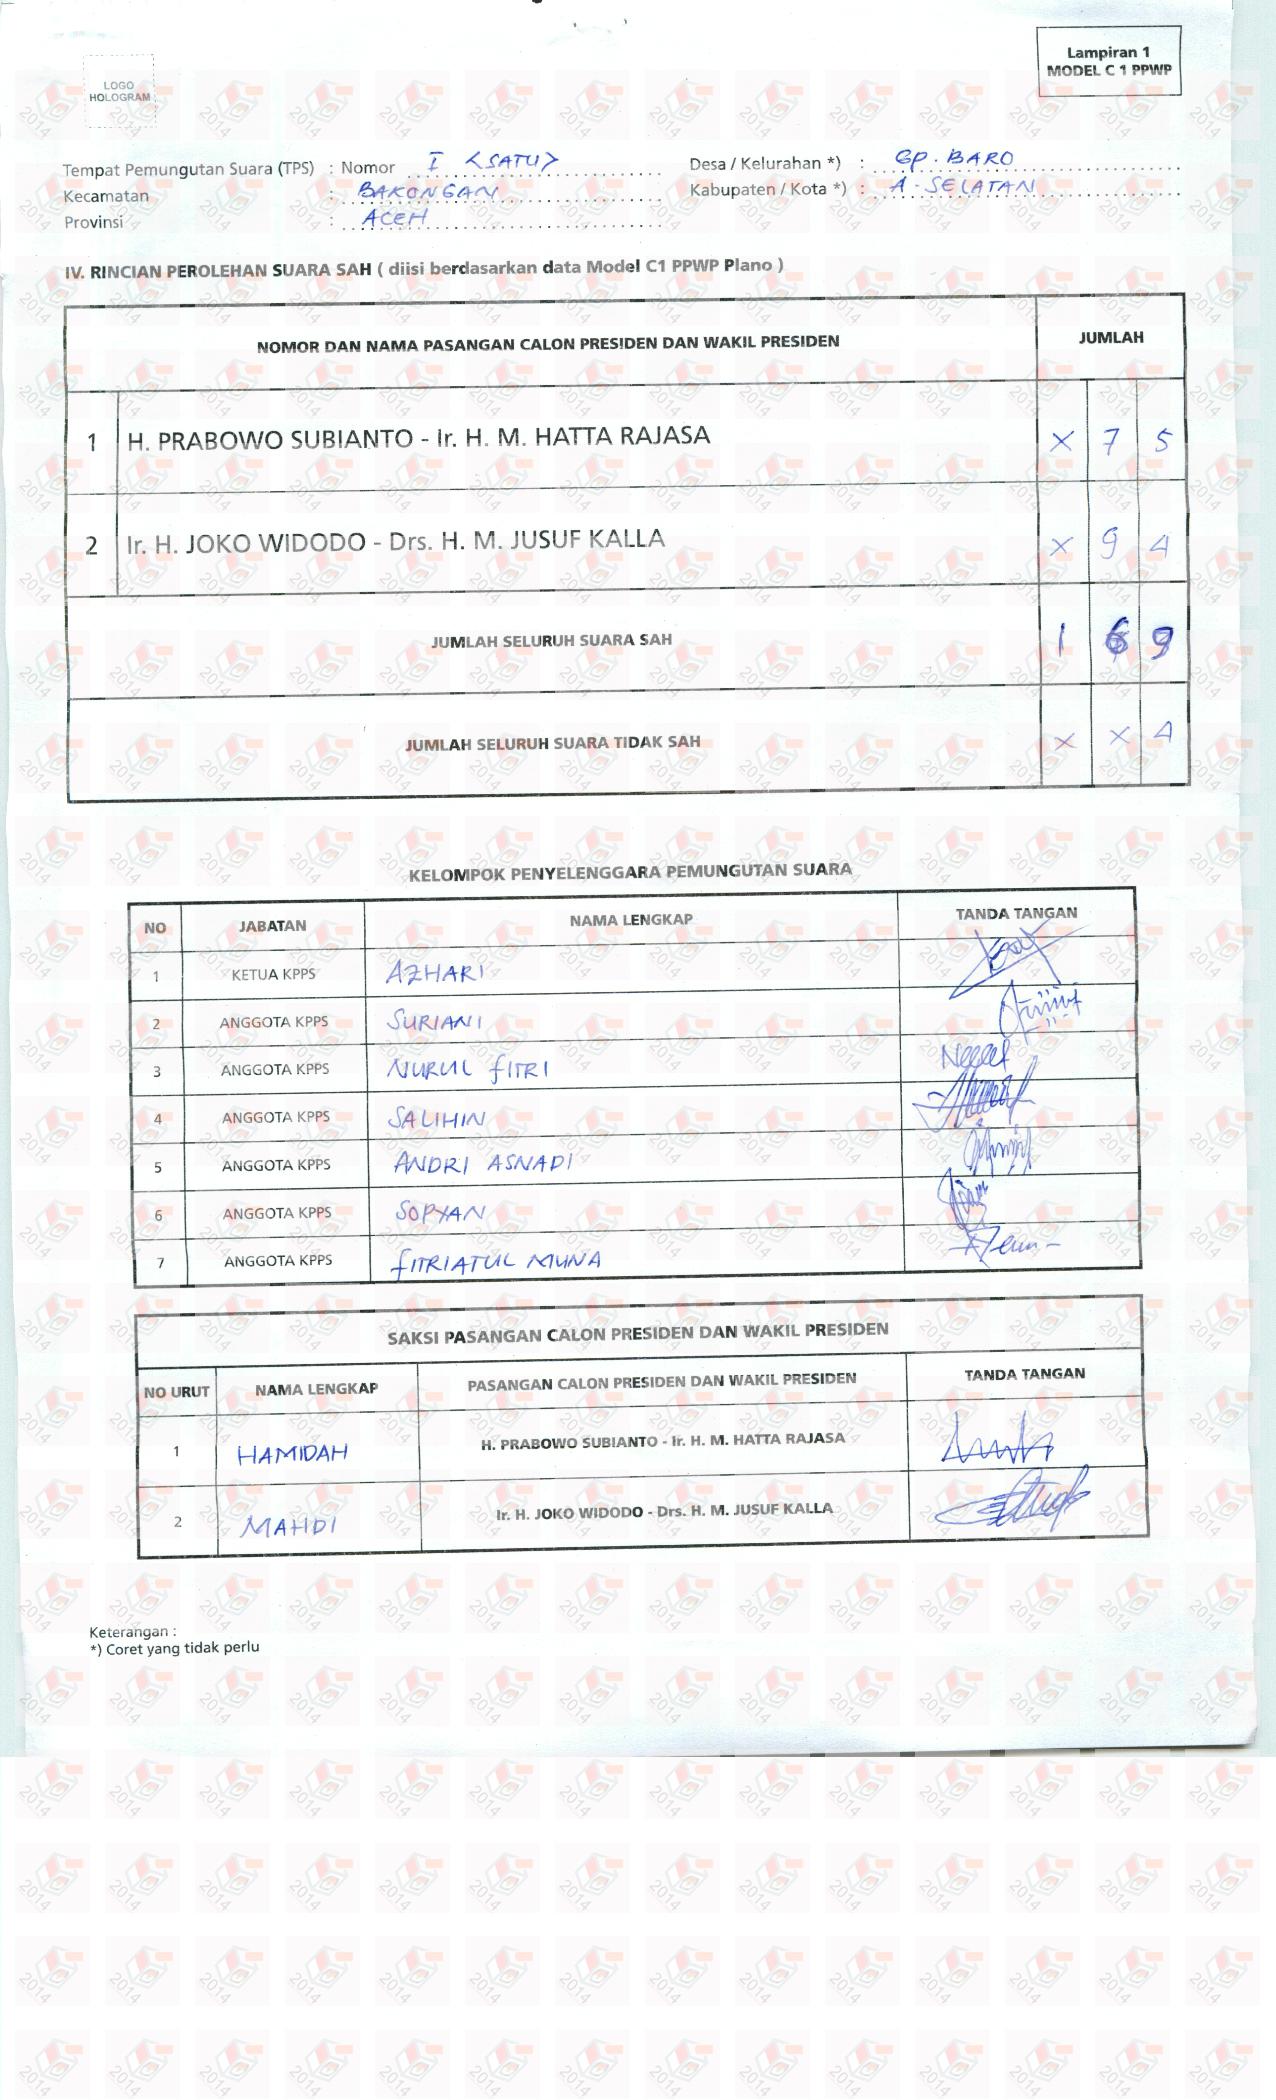 Lampiran 1
MODEL C 1 PPWP
LOGO
HOLOGRAM
Tempat Pemungutan Suara (TPS) : Nomor I <SATU> Desa / Kelurahan *) : GP. BARO
Kecamatan : BAKONGAN Kabupaten / Kota *) : A - SELATAN
Provinsi : ACEH
IV. RINCIAN PEROLEHAN SUARA SAH ( diisi berdasarkan data Model C1 PPWP Plano )
NOMOR DAN NAMA PASANGAN CALON PRESIDEN DAN WAKIL PRESIDEN JUMLAH
1 H. PRABOWO SUBIANTO - Ir. H. M. HATTA RAJASA X 7 5
2 Ir. H. JOKO WIDODO - Drs. H. M. JUSUF KALLA X 9 4
JUMLAH SELURUH SUARA SAH 1 6 9
JUMLAH SELURUH SUARA TIDAK SAH X X 4
KELOMPOK PENYELENGGARA PEMUNGUTAN SUARA
NO JABATAN NAMA LENGKAP TANDA TANGAN
1 KETUA KPPS AZHARI
2 ANGGOTA KPPS SURIANI
3 ANGGOTA KPPS NURUL FITRI
4 ANGGOTA KPPS SALIHIN
5 ANGGOTA KPPS ANDRI ASNADI
6 ANGGOTA KPPS SOPYAN
7 ANGGOTA KPPS FITRIATUL MUNA
SAKSI PASANGAN CALON PRESIDEN DAN WAKIL PRESIDEN
NO URUT NAMA LENGKAP PASANGAN CALON PRESIDEN DAN WAKIL PRESIDEN TANDA TANGAN
1 HAMIDAH H. PRABOWO SUBIANTO - Ir. H. M. HATTA RAJASA
2 MAHDI Ir. H. JOKO WIDODO - Drs. H. M. JUSUF KALLA
Keterangan :
*) Coret yang tidak perlu